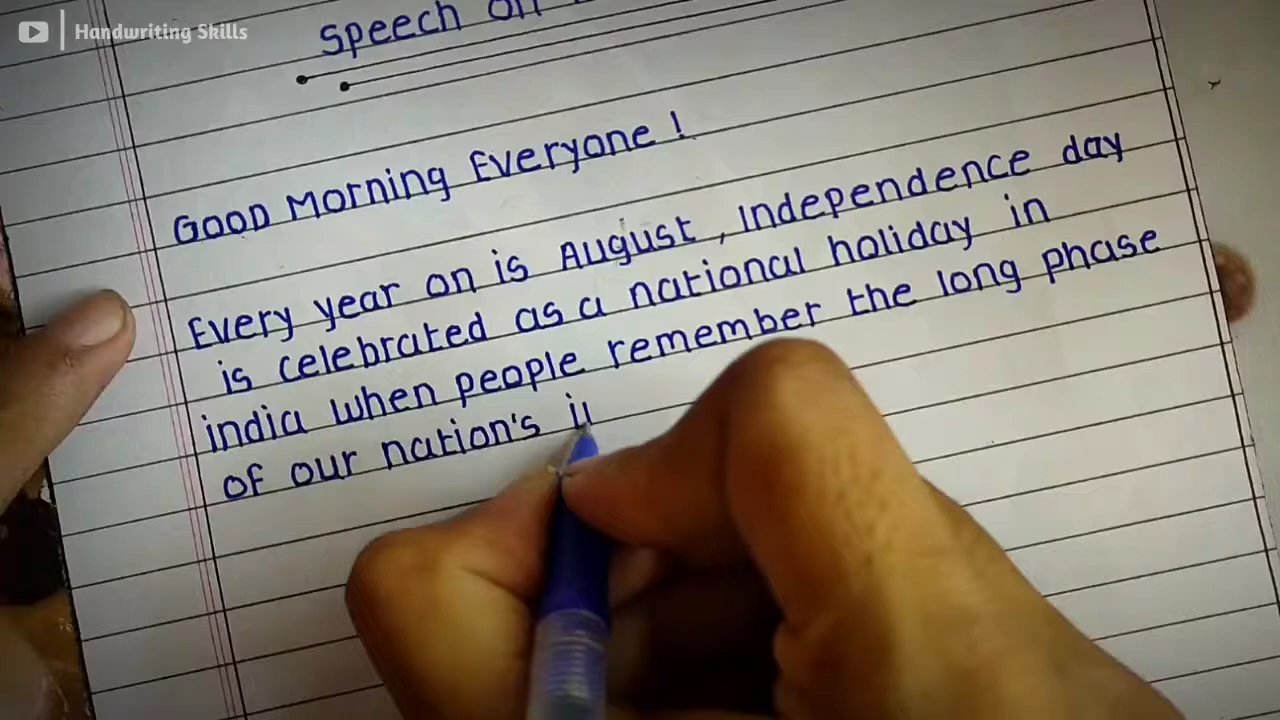 Handwriting Skills
Speech on
Good Morning Everyone !
Every year on 15 August, Independence day
is celebrated as a national holiday in
india when people remember the long phase
of our nation's